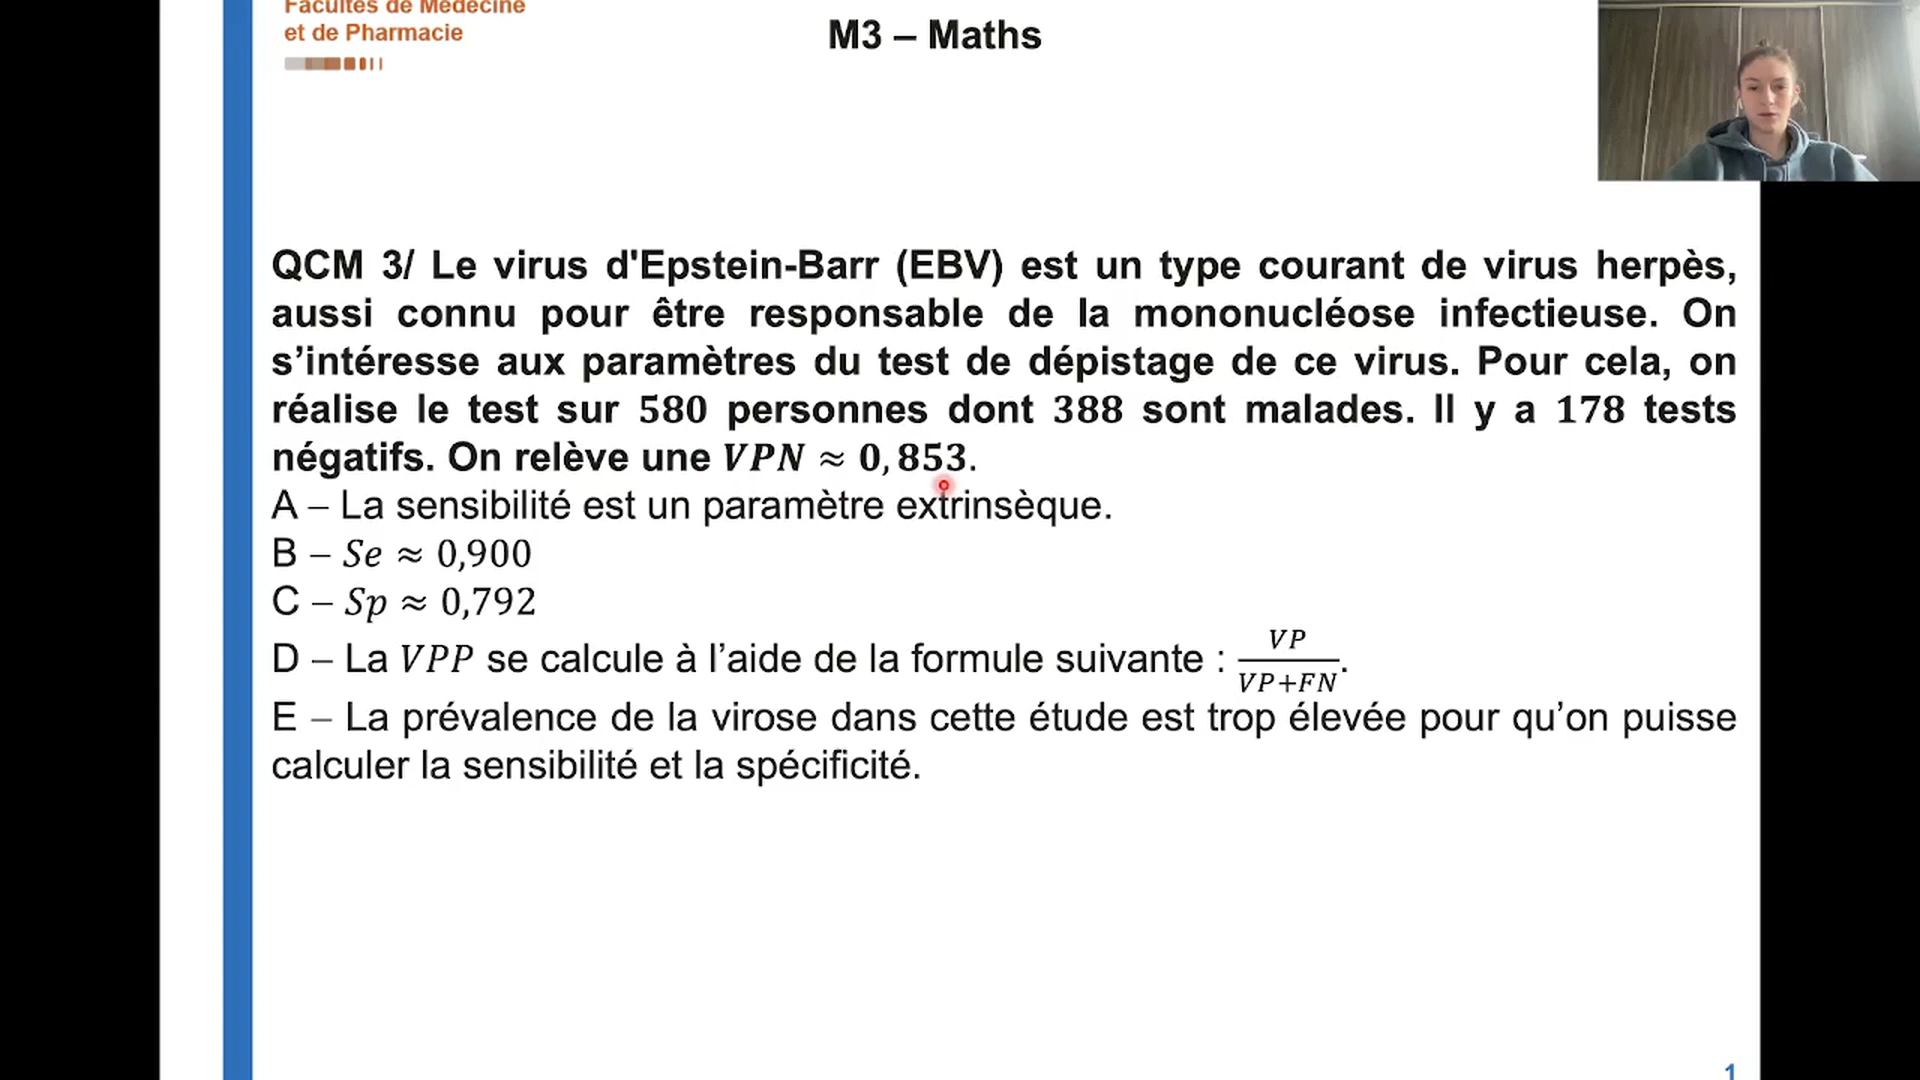 Facultés de Médecine
et de Pharmacie
M3 – Maths
QCM 3/ Le virus d'Epstein-Barr (EBV) est un type courant de virus herpès,
aussi connu pour être responsable de la mononucléose infectieuse. On
s’intéresse aux paramètres du test de dépistage de ce virus. Pour cela, on
réalise le test sur 580 personnes dont 388 sont malades. Il y a 178 tests
négatifs. On relève une VPN ≈ 0,853.
A – La sensibilité est un paramètre extrinsèque.
B – Se ≈ 0,900
C – Sp ≈ 0,792
D – La VPP se calcule à l’aide de la formule suivante : VP/(VP+FN).
E – La prévalence de la virose dans cette étude est trop élevée pour qu’on puisse
calculer la sensibilité et la spécificité.
1